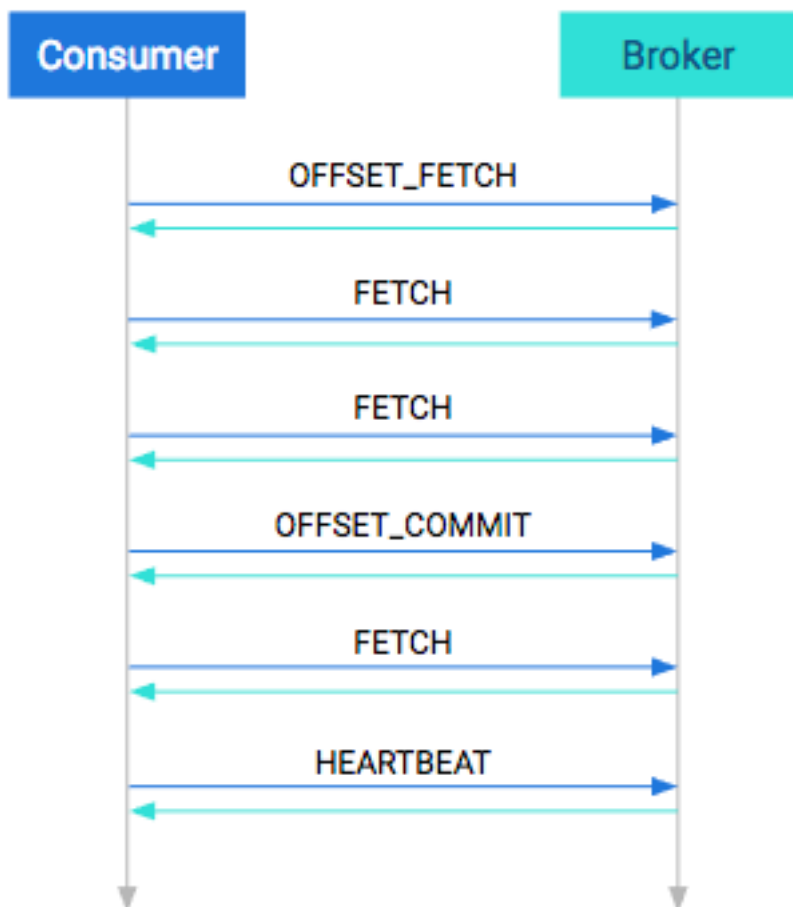 Consumer
Broker
OFFSET_FETCH
FETCH
FETCH
OFFSET_COMMIT
FETCH
HEARTBEAT